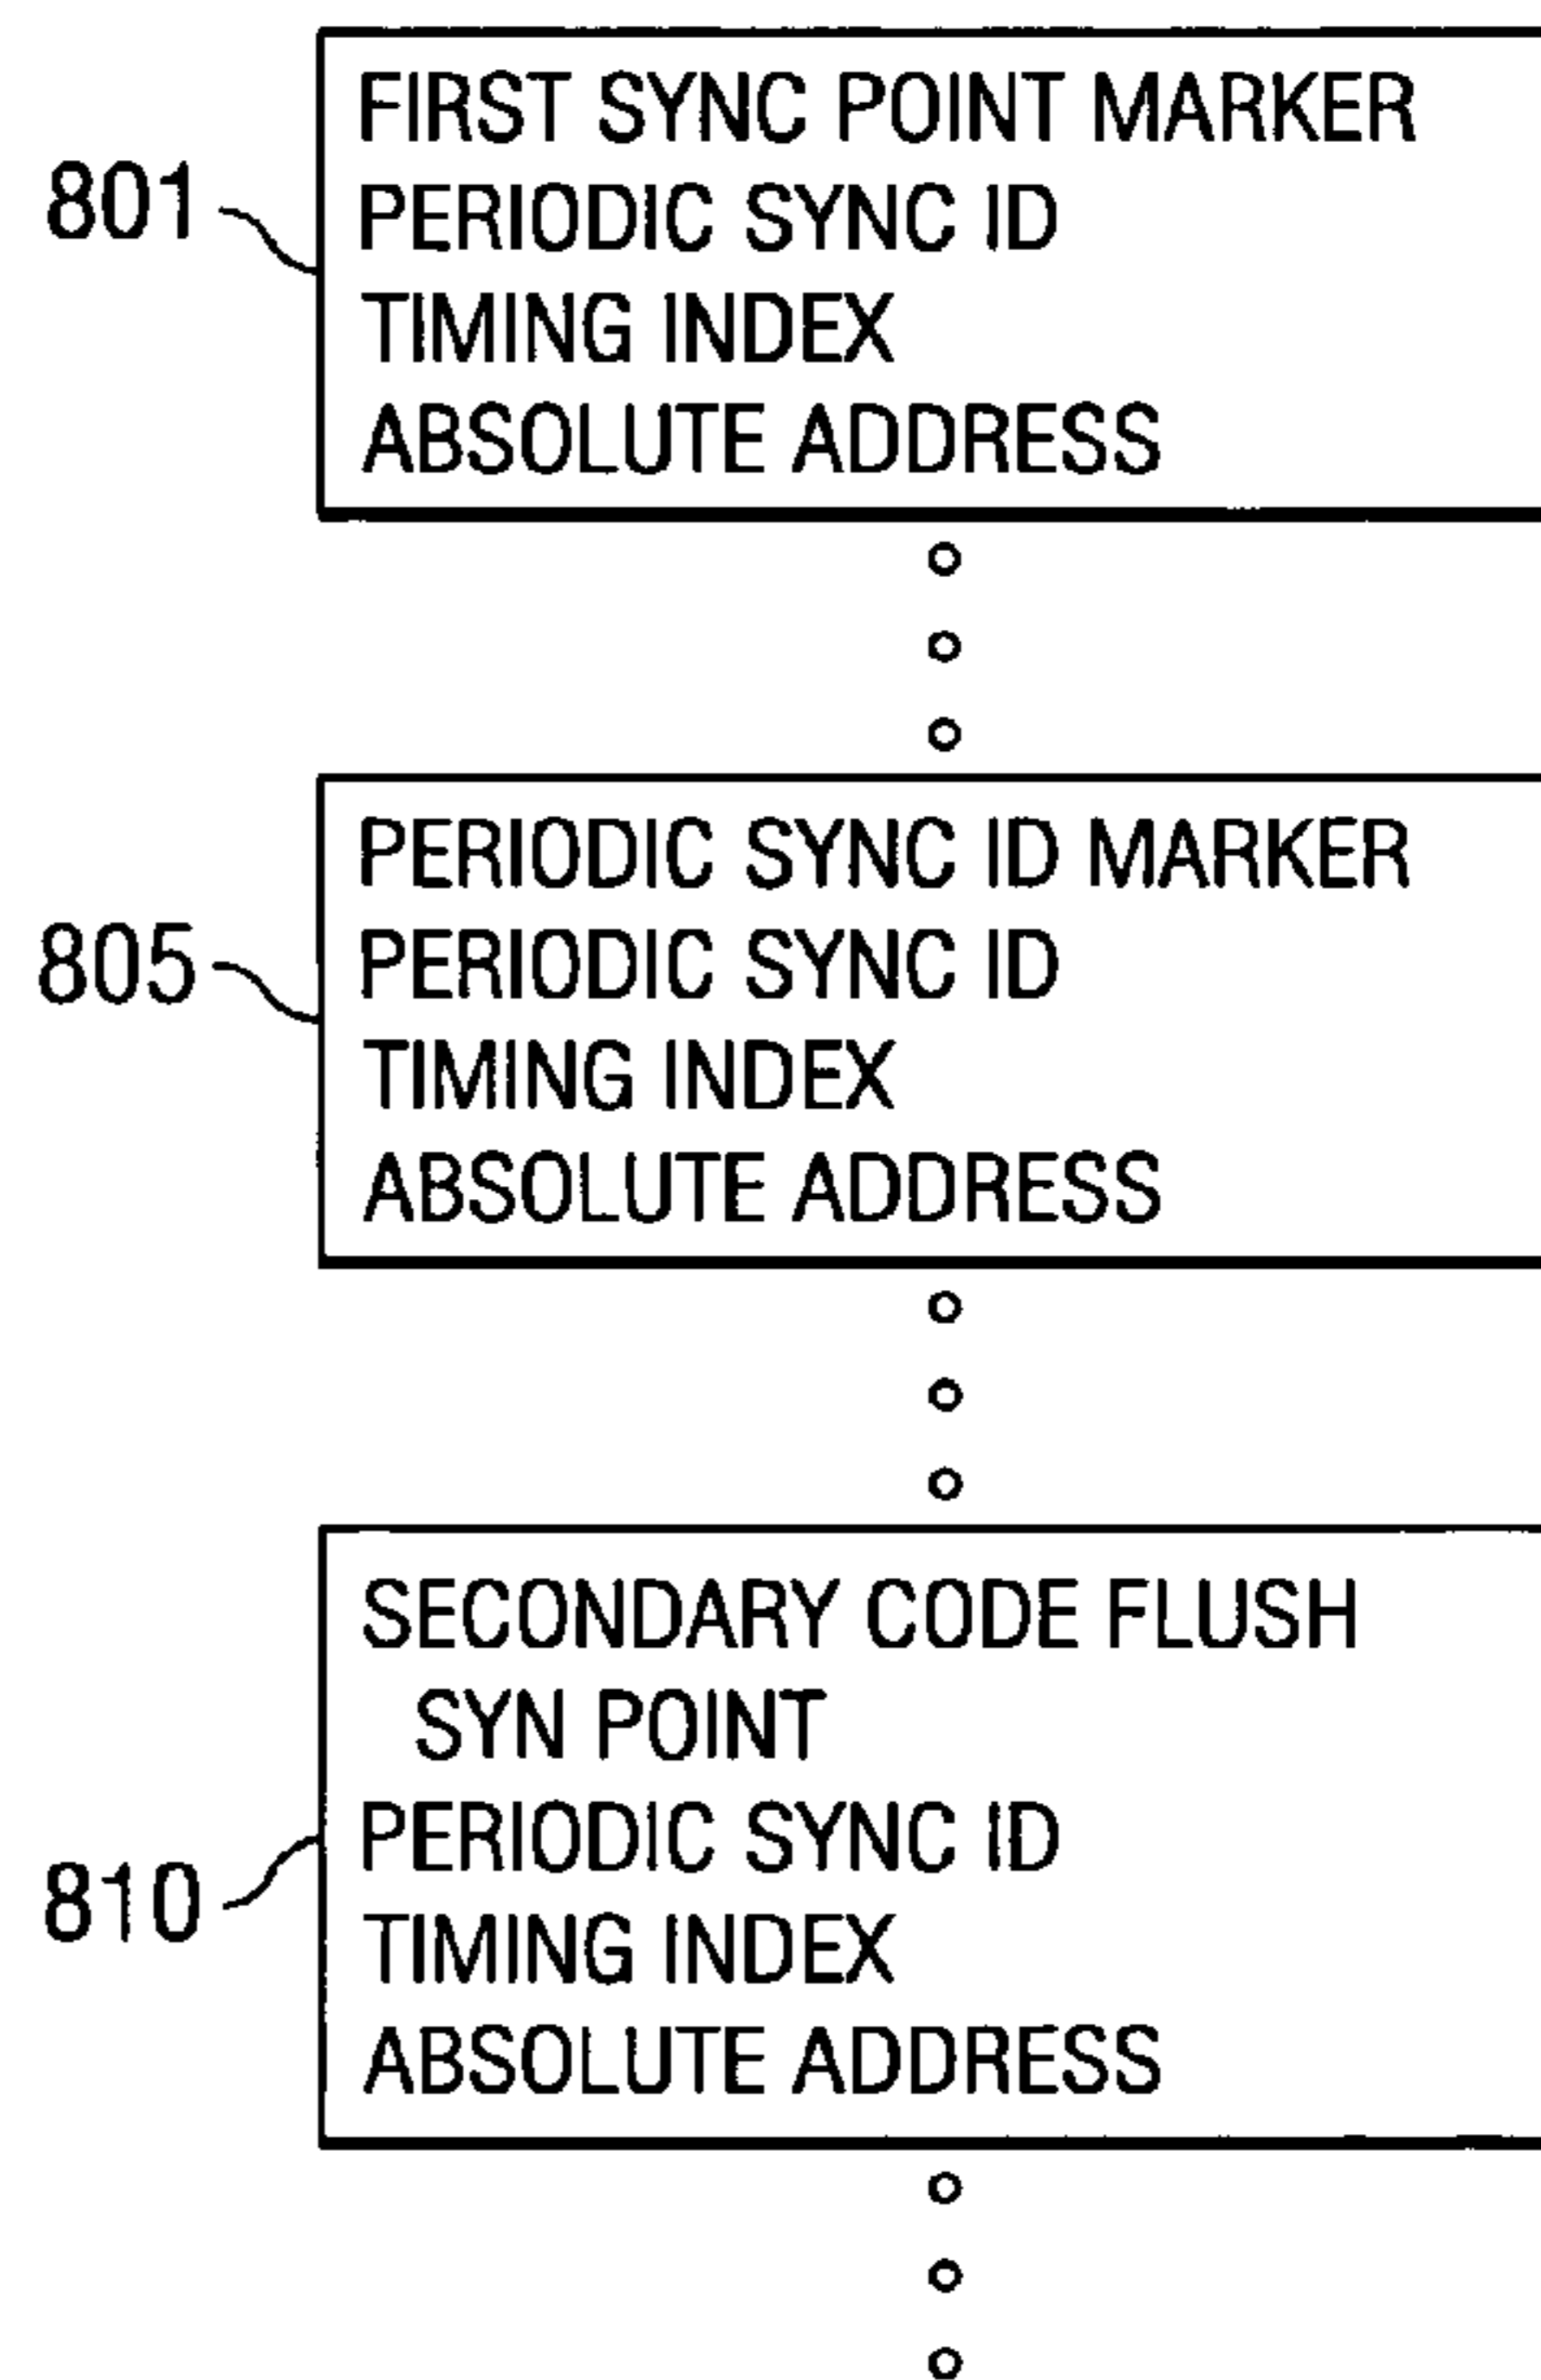 FIRST SYNC POINT MARKER
801
PERIODIC SYNC ID
TIMING INDEX
ABSOLUTE ADDRESS
PERIODIC SYNC ID MARKER
805
PERIODIC SYNC ID
TIMING INDEX
ABSOLUTE ADDRESS
SECONDARY CODE FLUSH
SYN POINT
PERIODIC SYNC ID
810
TIMING INDEX
ABSOLUTE ADDRESS